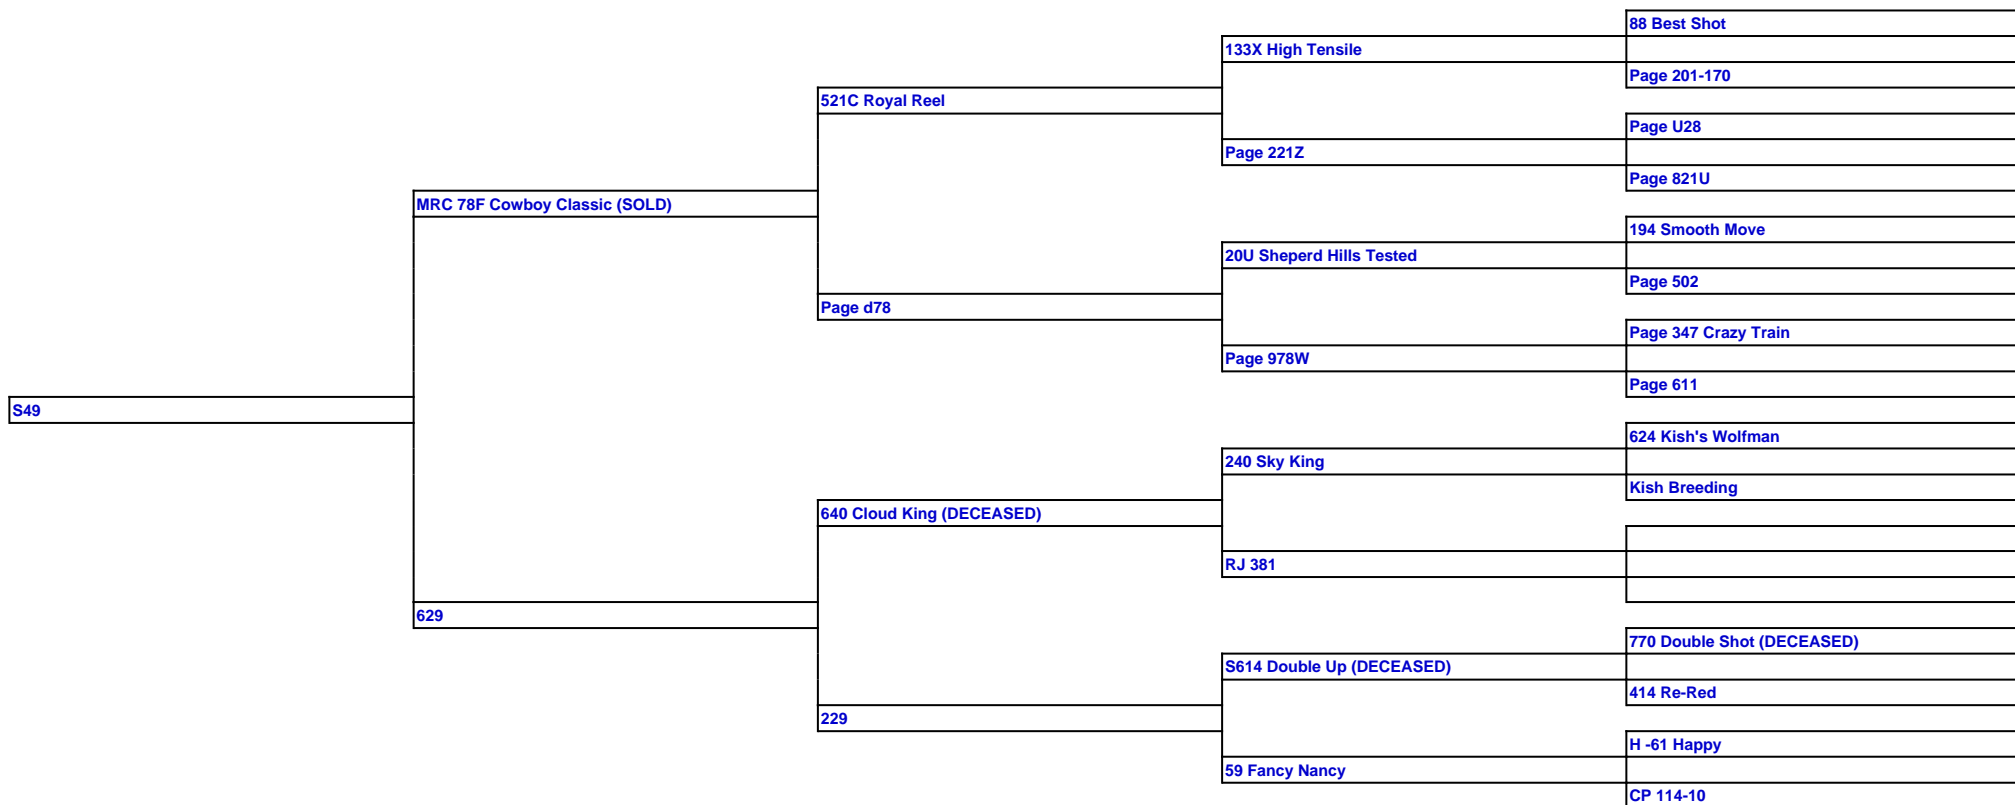 88 Best Shot
133X High Tensile
Page 201-170
521C Royal Reel
Page U28
Page 221Z
Page 821U
MRC 78F Cowboy Classic (SOLD)
194 Smooth Move
20U Sheperd Hills Tested
Page 502
Page d78
Page 347 Crazy Train
Page 978W
Page 611
S49
624 Kish's Wolfman
240 Sky King
Kish Breeding
640 Cloud King (DECEASED)
RJ 381
629
770 Double Shot (DECEASED)
S614 Double Up (DECEASED)
414 Re-Red
229
H -61 Happy
59 Fancy Nancy
CP 114-10